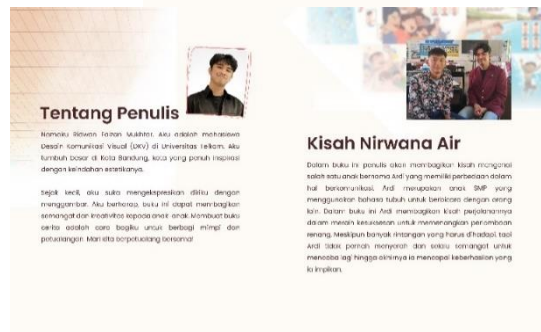 Tentang Penulis
Namaku Ridwan Faizan Mukhtar. Aku adalah mahasiswa
Desain Komunikasi Visual (DKV) di Universitas Telkom. Aku
tumbuh besar di Kota Bandung, kota yang penuh inspirasi
dengan keindahan estetikanya.
Sejak kecil, aku suka mengekspresikan diriku dengan
menggambar. Aku berharap, buku ini dapat membagikan
semangat dan kreativitas kepada anak-anak. Membuat buku
cerita adalah cara bagiku untuk berbagi mimpi dan
petualangan. Mari kita berpetualang bersama!
Kisah Nirwana Air
Dalam buku ini penulis akan membagikan kisah mengenai
salah satu anak bernama Ardi yang memiliki perbedaan dalam
hal berkomunikasi. Ardi merupakan anak SMP yang
menggunakan bahasa tubuh untuk berbicara dengan orang
lain. Dalam buku ini Ardi membagikan kisah perjalanannya
dalam meraih kesuksesan untuk memenangkan perlombaan
renang. Meskipun banyak rintangan yang harus dihadapi, tapi
Ardi tidak pernah menyerah dan selalu semangat untuk
mencoba lagi hingga akhirnya ia mencapai keberhasilan yang
ia impikan.